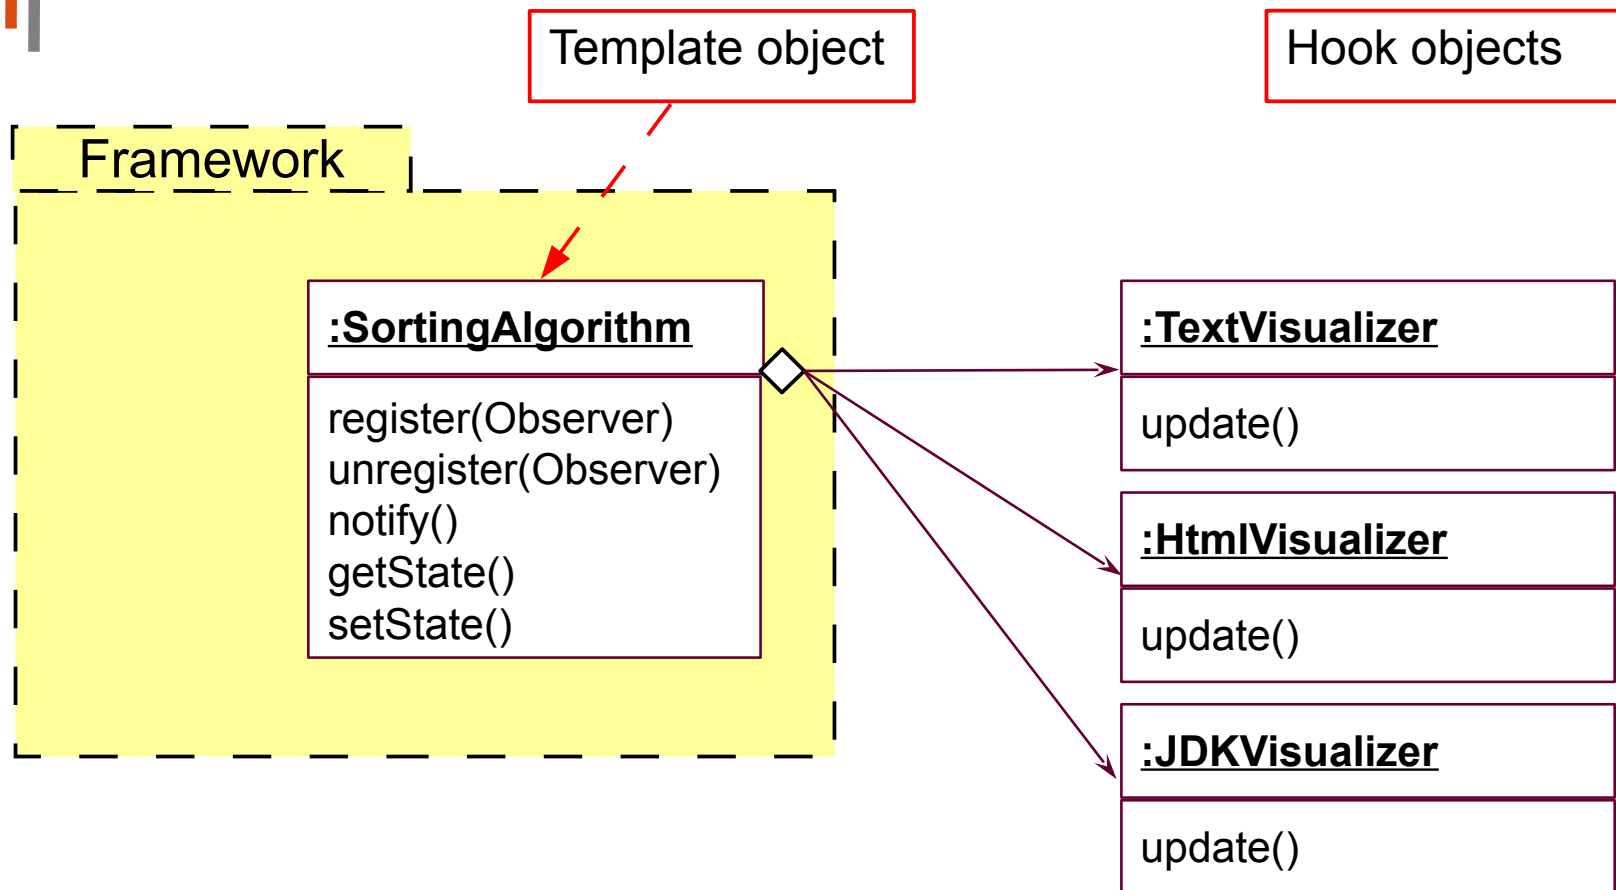 Template object
Hook objects
Framework
:SortingAlgorithm
register(Observer)
unregister(Observer)
notify()
getState()
setState()
:TextVisualizer
update()
:HtmlVisualizer
update()
:JDKVisualizer
update()